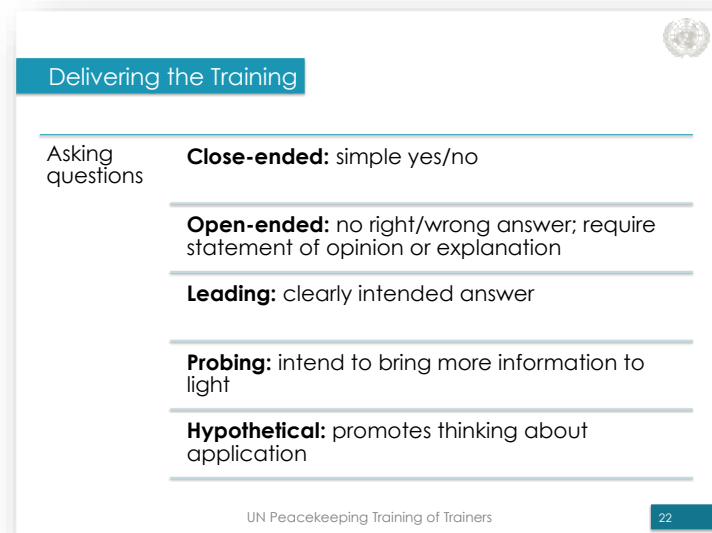 Delivering the Training
Asking
questions
Close-ended: simple yes/no
Open-ended: no right/wrong answer; require
statement of opinion or explanation
Leading: clearly intended answer
Probing: intend to bring more information to
light
Hypothetical: promotes thinking about
application
UN Peacekeeping Training of Trainers
22